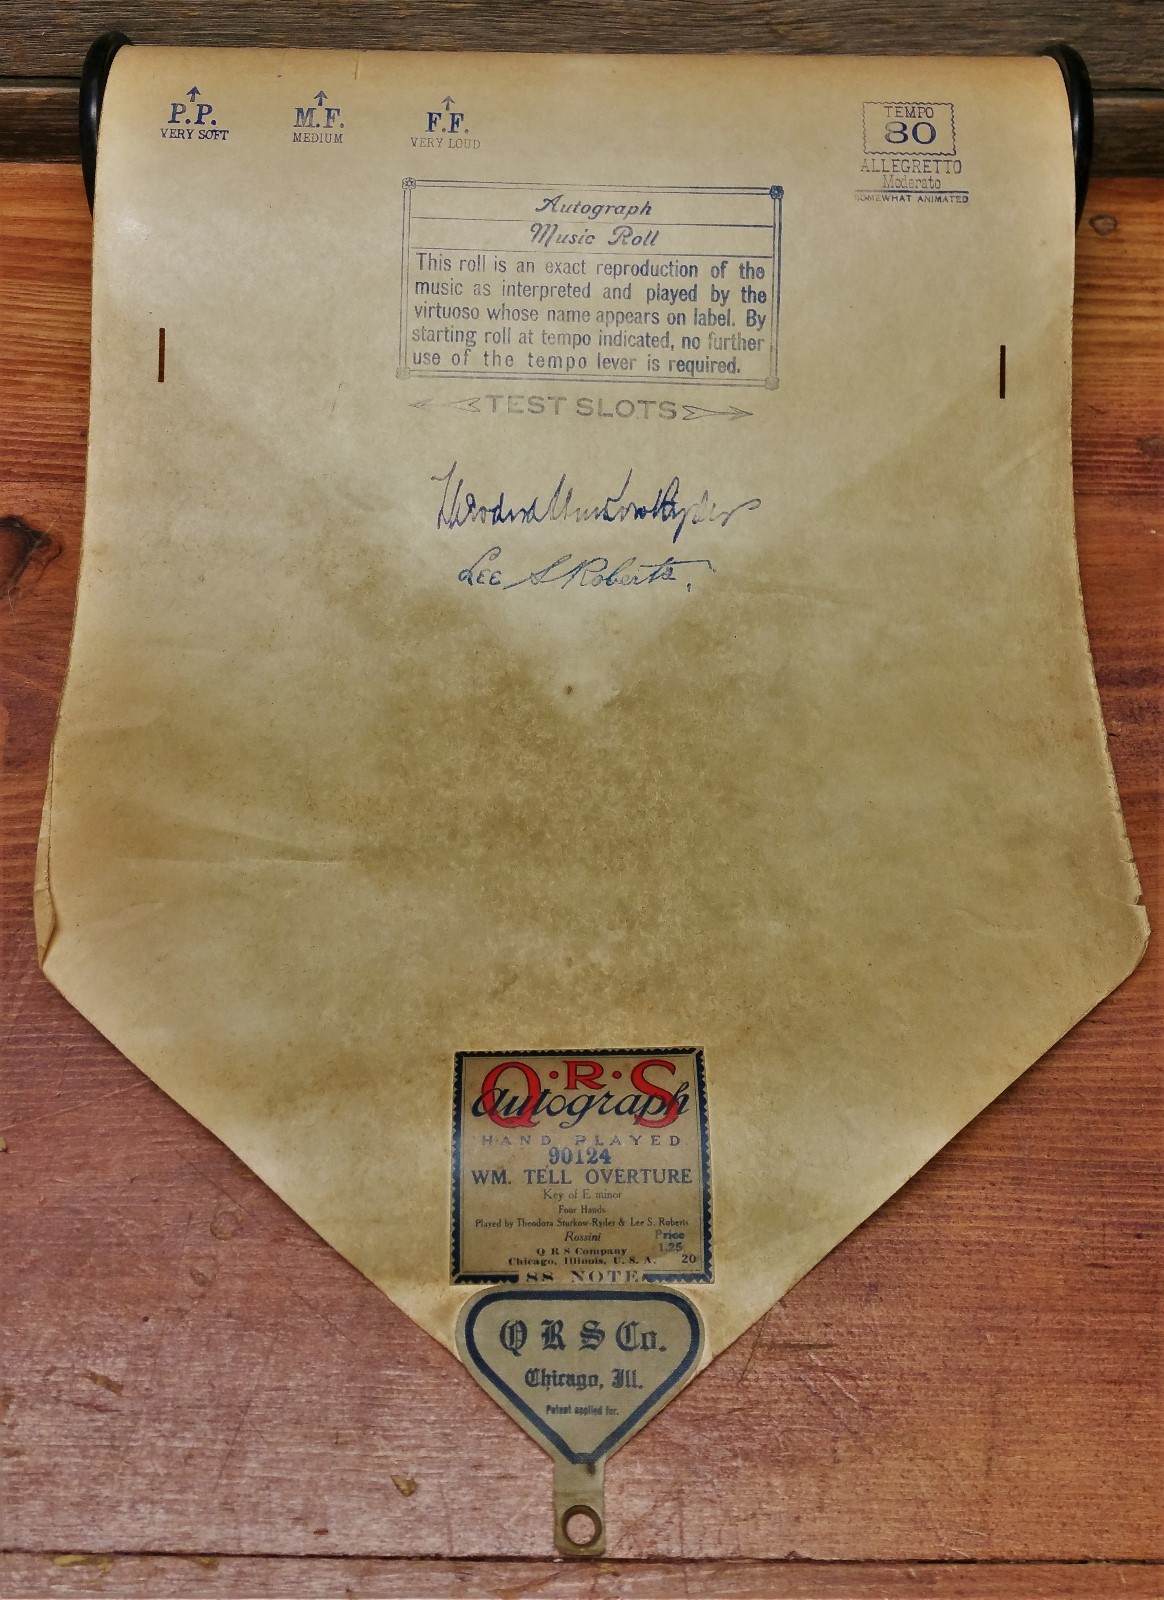 P.P.
VERY SOFT
M.F.
MEDIUM
F.F.
VERY LOUD
TEMPO
80
ALLEGRETTO
Moderato
SOMEWHAT ANIMATED
Autograph
Music Roll
This roll is an exact reproduction of the
music as interpreted and played by the
virtuoso whose name appears on label. By
starting roll at tempo indicated, no further
use of the tempo lever is required.
TEST SLOTS
Theodora Sturkow Ryder
Lee S Roberts.
Q·R·S
Autograph
HAND PLAYED
90124
WM. TELL OVERTURE
Key of E minor
Four Hands
Played by Theodora Sturkow-Ryder & Lee S. Roberts
Rossini
Price
1.25
Q R S Company
Chicago, Illinois, U. S. A.
20
88 NOTE
Q R S Co.
Chicago, Ill.
Patent applied for.